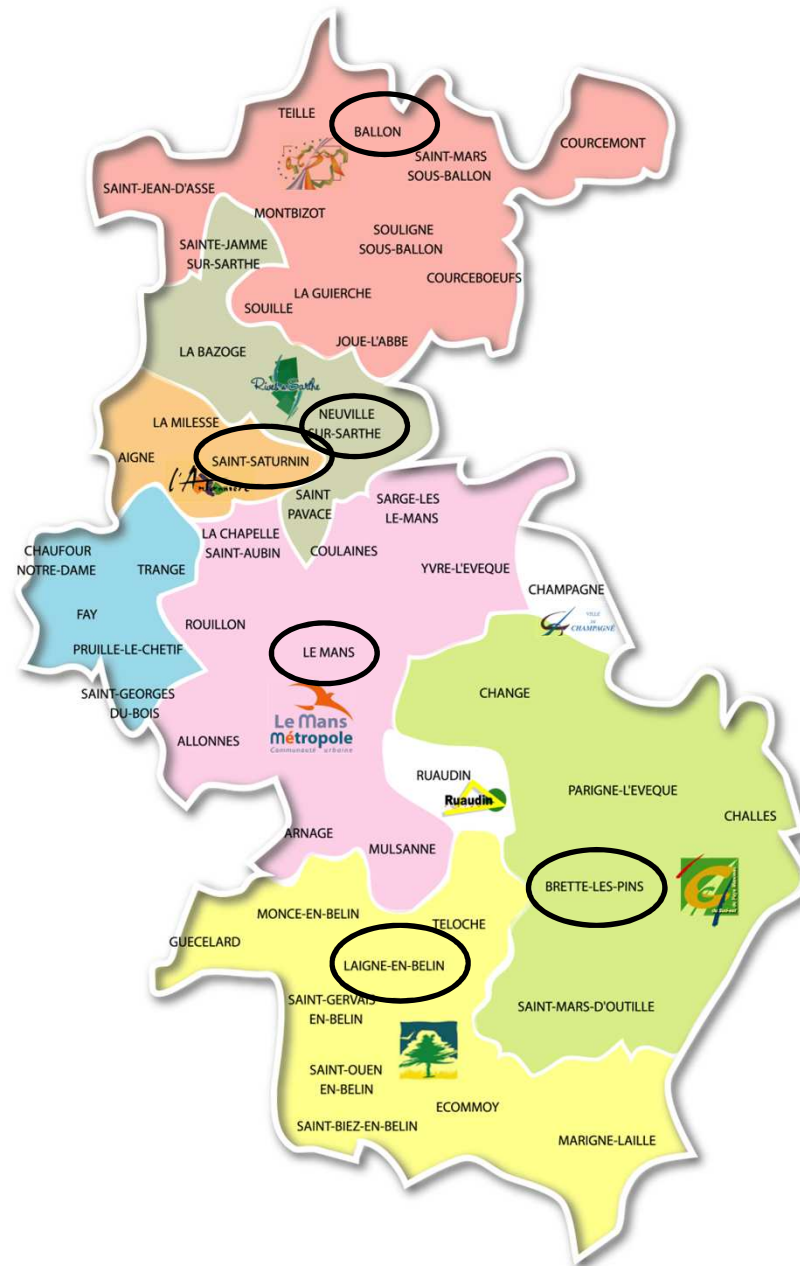 TEILLE
BALLON
COURCEMONT
SAINT-MARS
SOUS-BALLON
SAINT-JEAN-D'ASSE
MONTBIZOT
SOULIGNE
SOUS-BALLON
SAINTE-JAMME
SUR-SARTHE
COURCEBOEUFS
LA GUIERCHE
SOUILLE
JOUE-L'ABBE
LA BAZOGE
Rives de Sarthe
NEUVILLE
SUR-SARTHE
LA MILESSE
AIGNE
SAINT-SATURNIN
SAINT
PAVACE
SARGE-LES
LE-MANS
LA CHAPELLE
SAINT-AUBIN
COULAINES
CHAUFOUR
NOTRE-DAME
TRANGE
YVRE-L'EVEQUE
CHAMPAGNE
VILLE
DE
CHAMPAGNÉ
FAY
ROUILLON
PRUILLE-LE-CHETIF
LE MANS
SAINT-GEORGES
DU-BOIS
CHANGE
Le Mans
Métropole
Communauté urbaine
ALLONNES
RUAUDIN
Ruaudin
PARIGNE-L'EVEQUE
CHALLES
ARNAGE
MULSANNE
BRETTE-LES-PINS
MONCE-EN-BELIN
TELOCHE
GUECELARD
LAIGNE-EN-BELIN
SAINT-GERVAIS
EN-BELIN
SAINT-MARS-D'OUTILLE
SAINT-OUEN
EN-BELIN
ECOMMOY
SAINT-BIEZ-EN-BELIN
MARIGNE-LAILLE